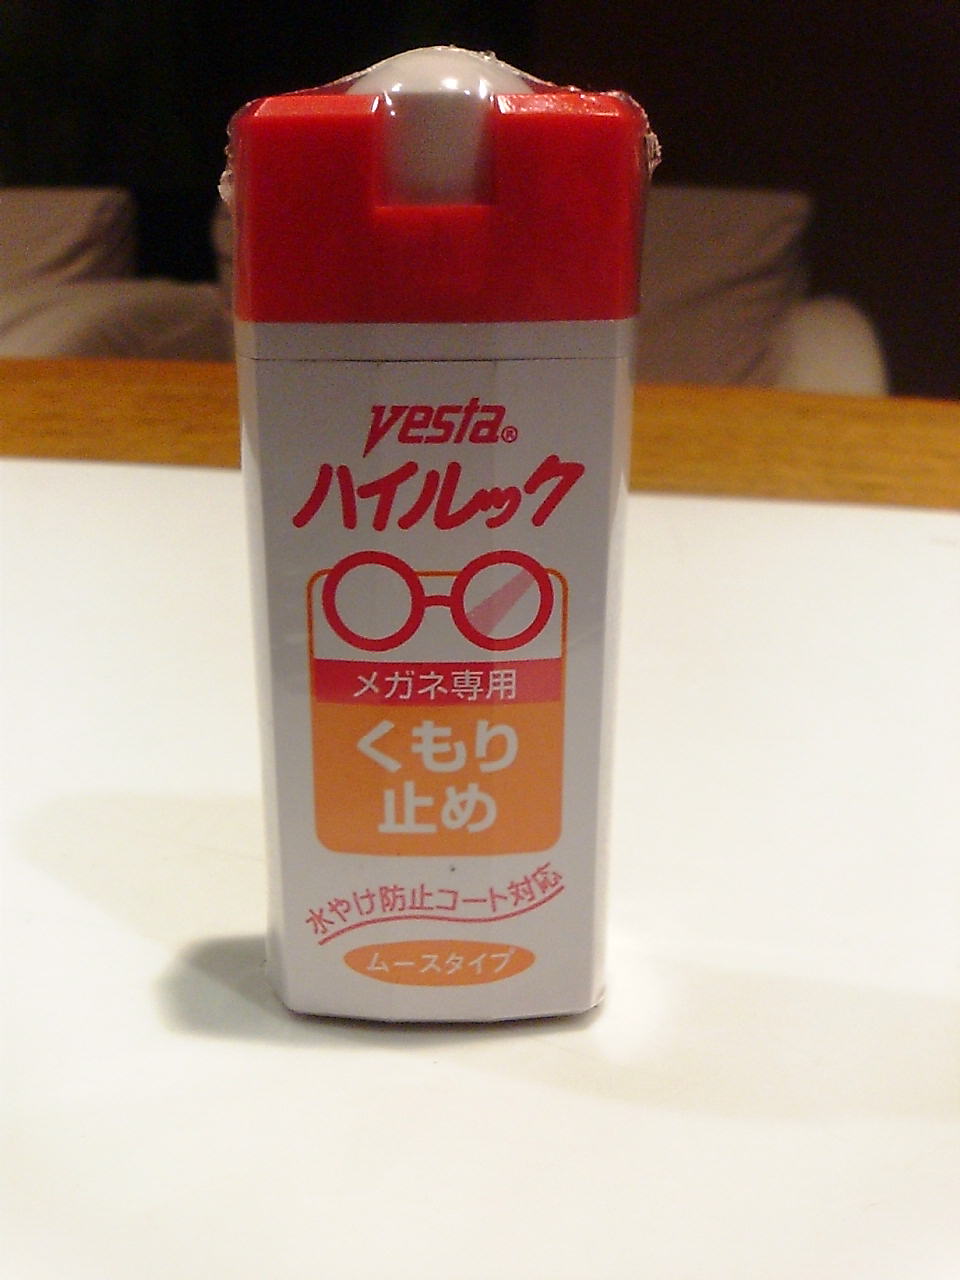 yesta®
ハイルック
メガネ専用
くもり
止め
水やけ防止コート対応
ムースタイプ